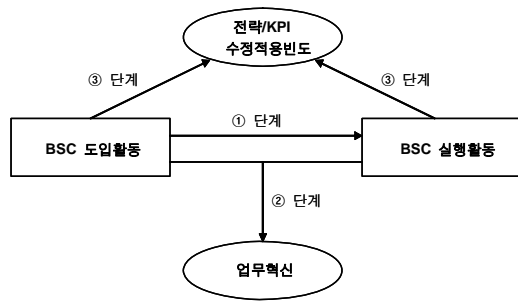 전략/KPI
수정적용빈도
③ 단계
③ 단계
① 단계
BSC 도입활동
BSC 실행활동
② 단계
업무혁신